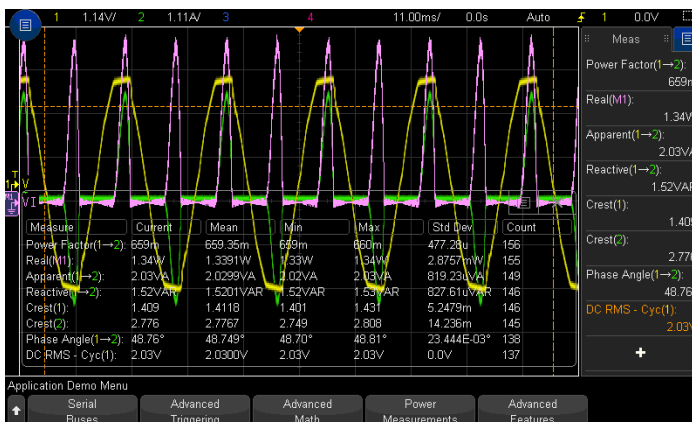 1 1.14V/ 2 1.11A/ 3 4 11.00ms/ 0.0s Auto 1 0.0V
Meas
Power Factor(1→2):
659m
Real(M1):
1.34W
Apparent(1→2):
2.03VA
Reactive(1→2):
1.52VAR
Crest(1):
1.409
Crest(2):
2.776
Phase Angle(1→2):
48.76°
DC RMS - Cyc(1):
2.03V
T
1
V I
Measure Current Mean Min Max Std Dev Count
Power Factor(1→2): 659m 659.35m 659m 660m 477.28u 156
Real(M1): 1.34W 1.3391W 1.33W 1.34W 2.8757mW 155
Apparent(1→2): 2.03VA 2.0299VA 2.02VA 2.03VA 819.23uVA 149
Reactive(1→2): 1.52VAR 1.5201VAR 1.52VAR 1.53VAR 827.61uVAR 146
Crest(1): 1.409 1.4118 1.401 1.431 5.2479m 146
Crest(2): 2.776 2.7767 2.749 2.808 14.236m 145
Phase Angle(1→2): 48.76° 48.749° 48.70° 48.81° 23.444E-03° 138
DC RMS - Cyc(1): 2.03V 2.0300V 2.03V 2.03V 0.0V 137
Application Demo Menu
Serial Buses
Advanced Triggering
Advanced Math
Power Measurements
Advanced Features